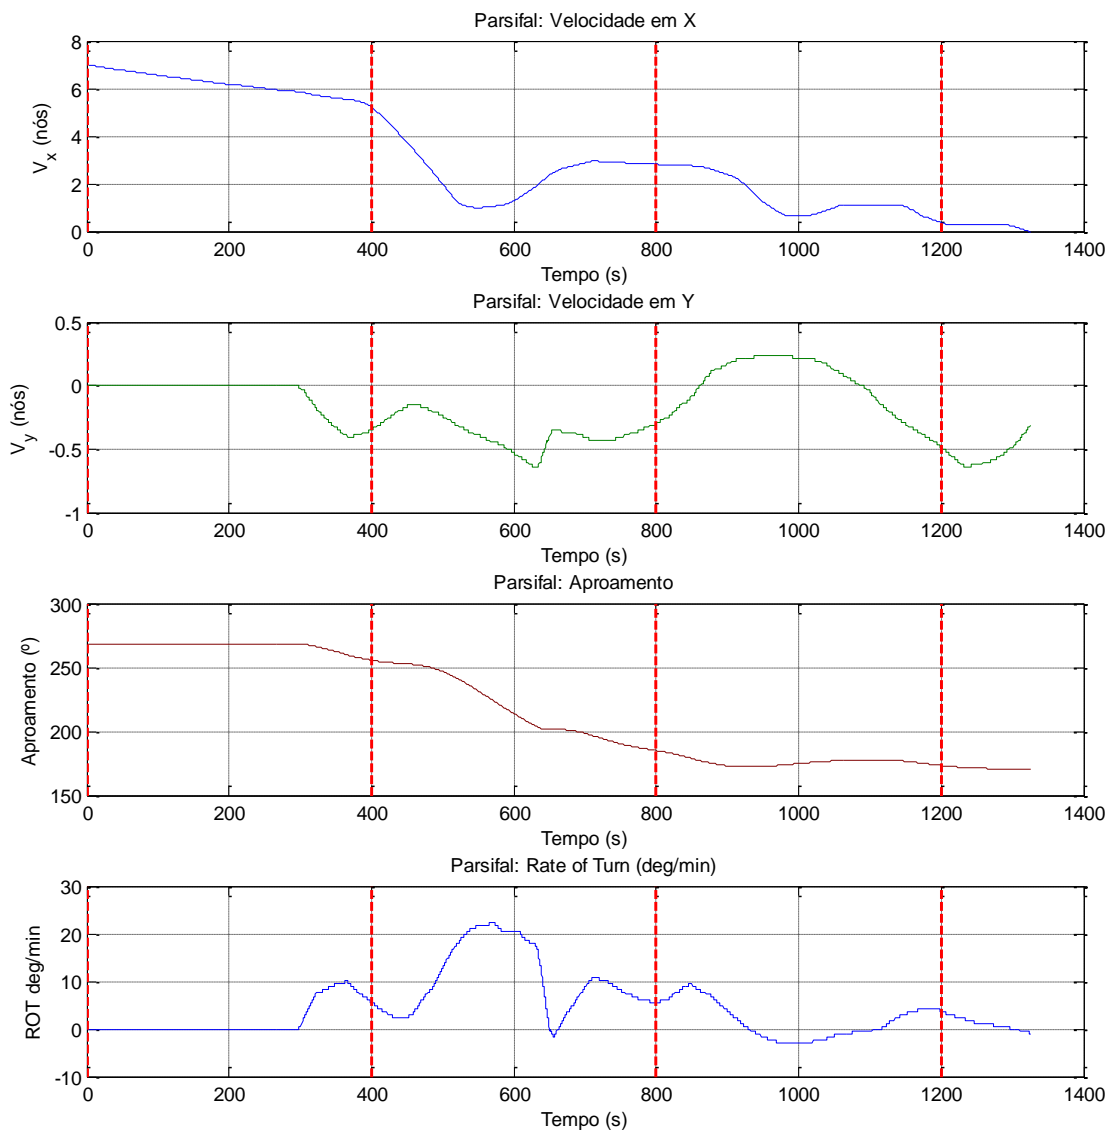 Parsifal: Velocidade em X
8
6
4
2
0
V_x (nós)
0 200 400 600 800 1000 1200 1400
Tempo (s)
Parsifal: Velocidade em Y
0.5
0
-0.5
-1
V_y (nós)
0 200 400 600 800 1000 1200 1400
Tempo (s)
Parsifal: Aproamento
300
250
200
150
Aproamento (º)
0 200 400 600 800 1000 1200 1400
Tempo (s)
Parsifal: Rate of Turn (deg/min)
30
20
10
0
-10
ROT deg/min
0 200 400 600 800 1000 1200 1400
Tempo (s)